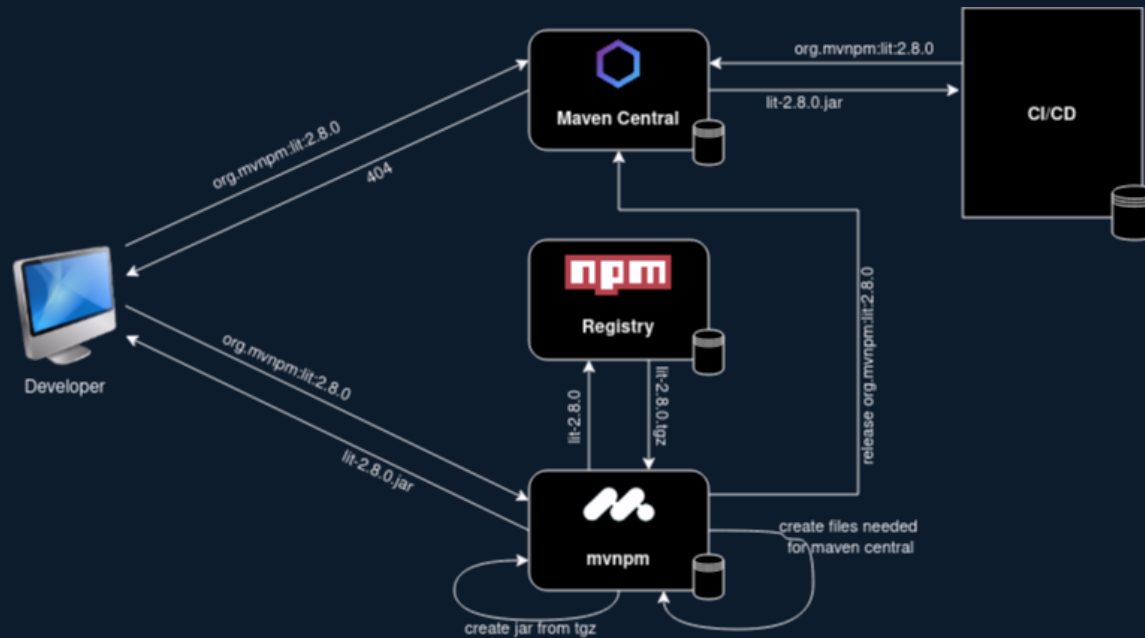 org.mvnpm:lit:2.8.0
Maven Central
lit-2.8.0.jar
CI/CD
org.mvnpm:lit:2.8.0
404
npm
Registry
Developer
org.mvnpm:lit:2.8.0
lit-2.8.0.jar
lit-2.8.0
lit-2.8.0.tgz
release org.mvnpm:lit:2.8.0
mvnpm
create files needed
for maven central
create jar from tgz